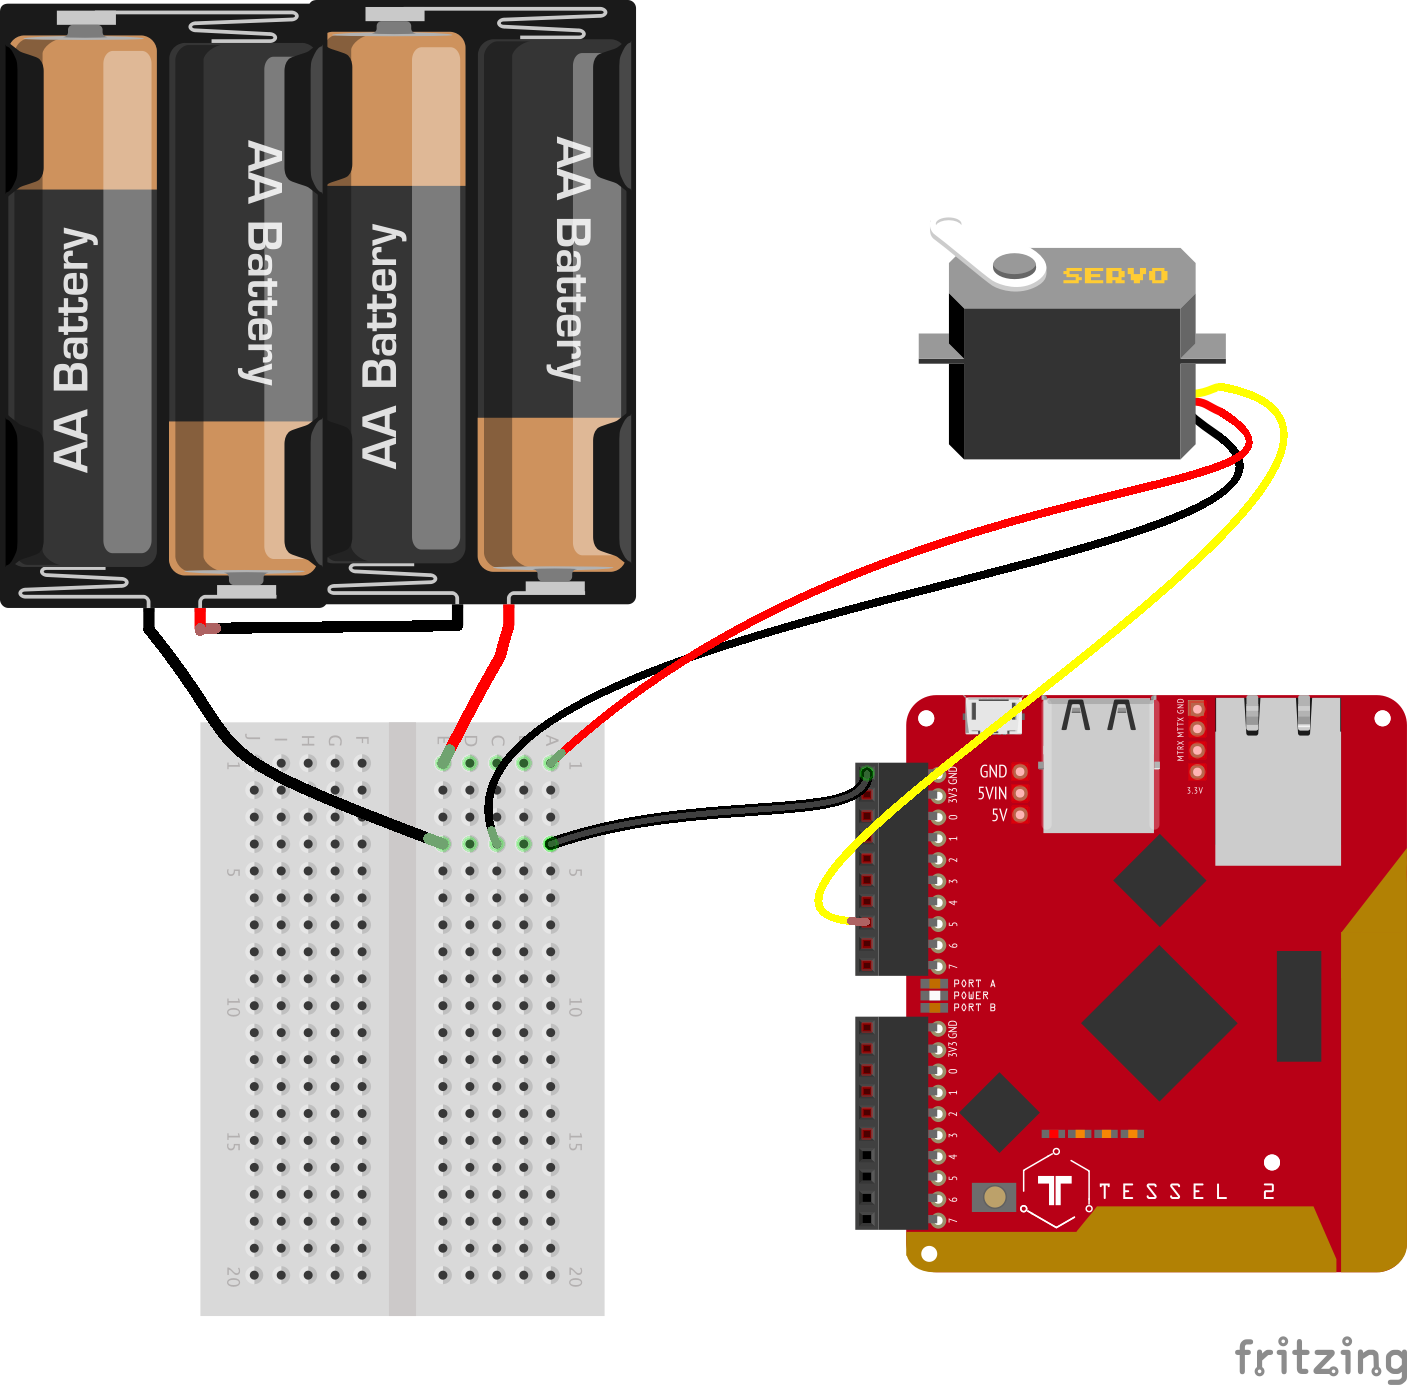 AA Battery
AA Battery
AA Battery
AA Battery
SERVO
J I H G F E D C B A
1 1
5 5
10 10
15 15
20 20
GND
5VIN
5V
MTRX MTTX GND
3.3V
GND
3V3
0
1
2
3
4
5
6
7
PORT A
POWER
PORT B
GND
3V3
0
1
2
3
4
5
6
7
TESSEL 2
fritzing